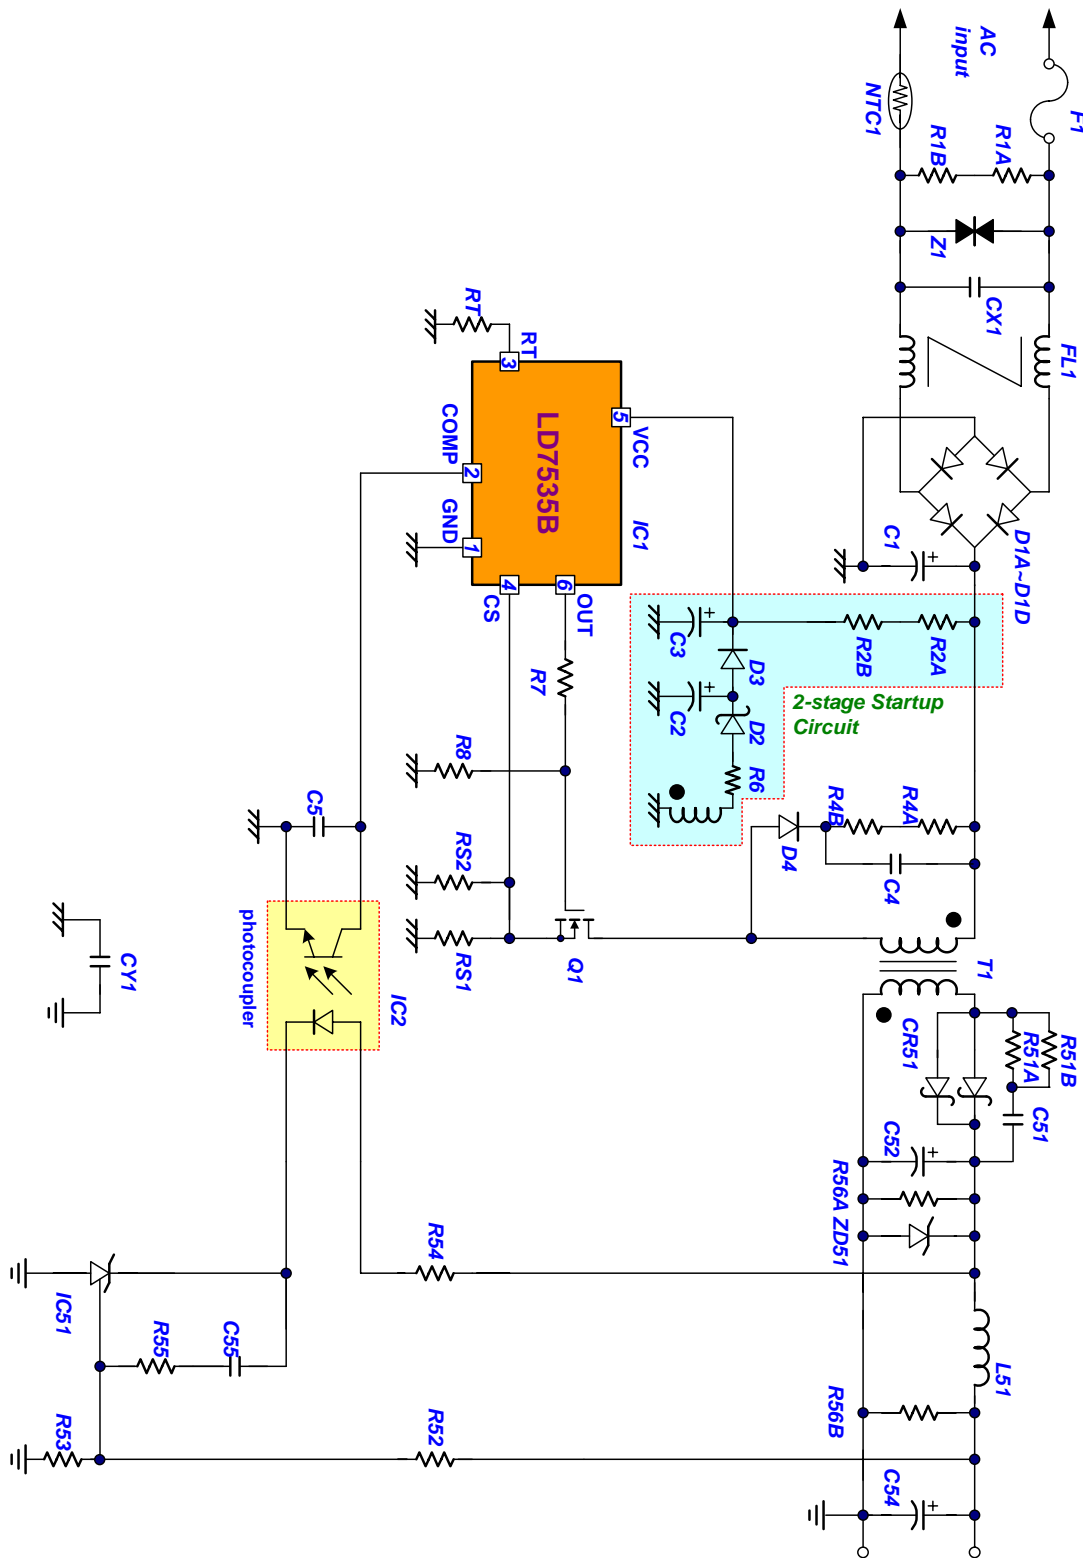 AC
input
F1
NTC1
R1A
R1B
Z1
CX1
FL1
D1A~D1D
C1
R2A
R2B
C3
D3
C2
D2
R6
2-stage Startup
Circuit
R4A
R4B
C4
D4
T1
R51B
R51A
C51
CR51
C52
R56A ZD51
L51
R56B
C54
RT
RT
3
VCC
5
COMP
2
GND
1
LD7535B
IC1
4
CS
6
OUT
R7
R8
RS2
RS1
Q1
C5
photocoupler
IC2
CY1
R54
IC51
R55
C55
R52
R53